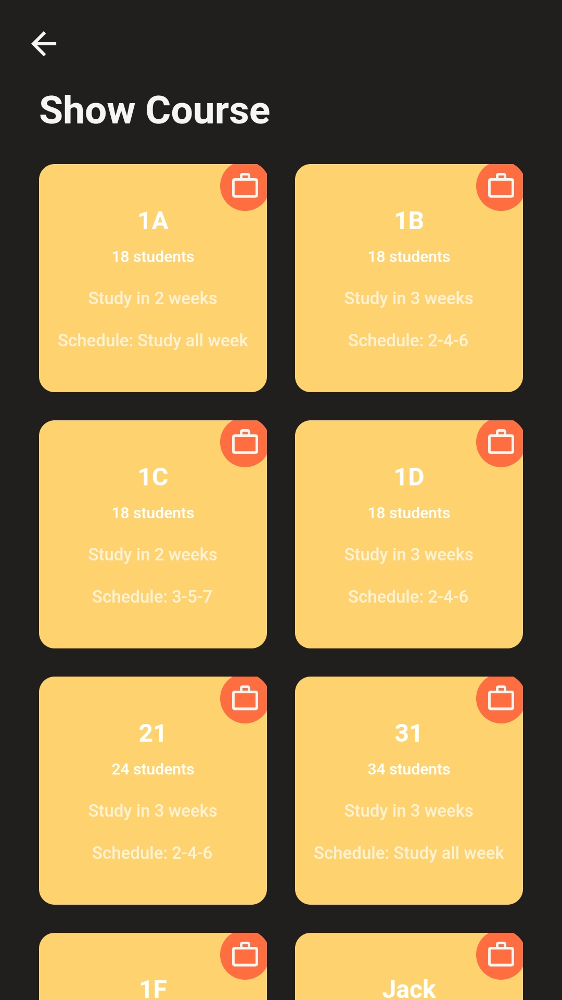 Show Course
1A
18 students
Study in 2 weeks
Schedule: Study all week
1B
18 students
Study in 3 weeks
Schedule: 2-4-6
1C
18 students
Study in 2 weeks
Schedule: 3-5-7
1D
18 students
Study in 3 weeks
Schedule: 2-4-6
21
24 students
Study in 3 weeks
Schedule: 2-4-6
31
34 students
Study in 3 weeks
Schedule: Study all week
1F
Jack